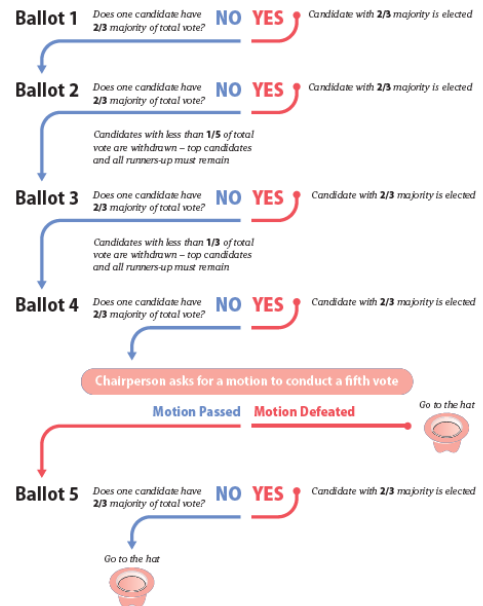 Ballot 1
Does one candidate have
2/3 majority of total vote?
NO YES
Candidate with 2/3 majority is elected
Ballot 2
Does one candidate have
2/3 majority of total vote?
NO YES
Candidate with 2/3 majority is elected
Candidates with less than 1/5 of total
vote are withdrawn – top candidates
and all runners-up must remain
Ballot 3
Does one candidate have
2/3 majority of total vote?
NO YES
Candidate with 2/3 majority is elected
Candidates with less than 1/3 of total
vote are withdrawn – top candidates
and all runners-up must remain
Ballot 4
Does one candidate have
2/3 majority of total vote?
NO YES
Candidate with 2/3 majority is elected
Chairperson asks for a motion to conduct a fifth vote
Motion Passed Motion Defeated
Go to the hat
Ballot 5
Does one candidate have
2/3 majority of total vote?
NO YES
Candidate with 2/3 majority is elected
Go to the hat